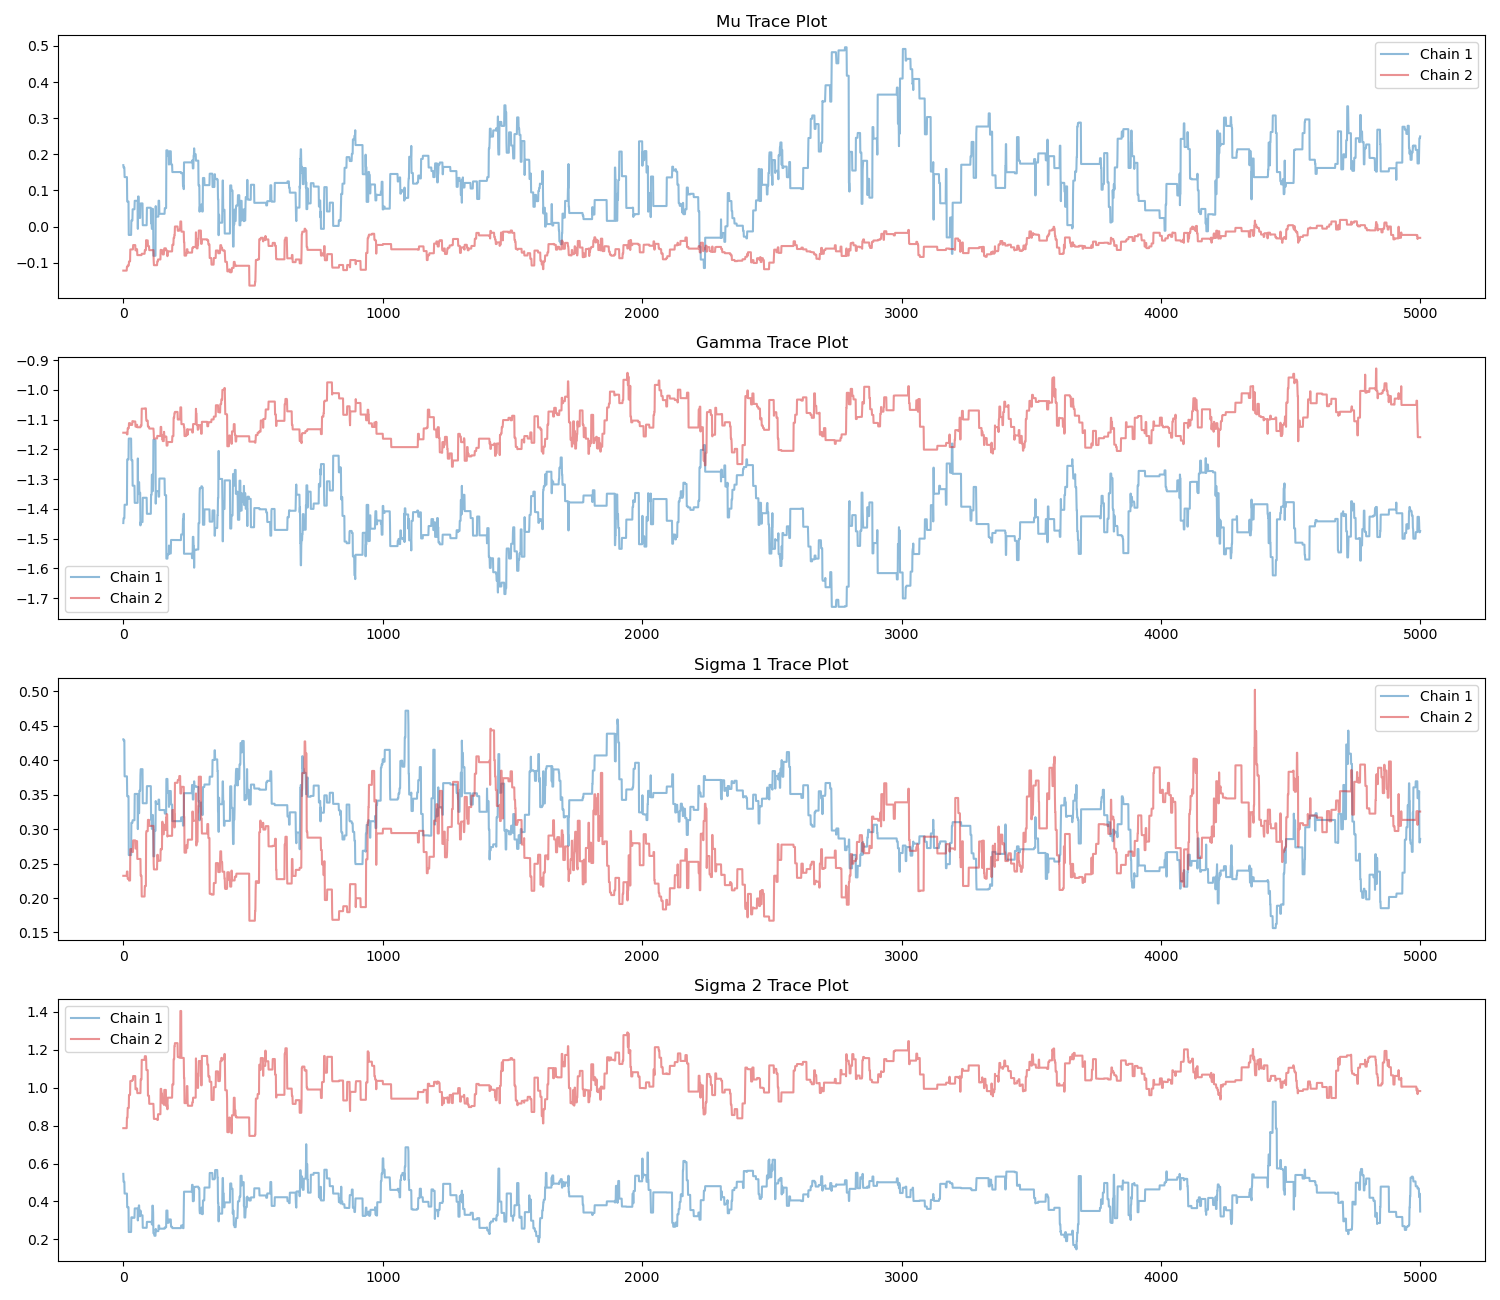 Mu Trace Plot
0.5
0.4
0.3
0.2
0.1
0.0
−0.1
Chain 1
Chain 2
0 1000 2000 3000 4000 5000
Gamma Trace Plot
−0.9
−1.0
−1.1
−1.2
−1.3
−1.4
−1.5
−1.6
−1.7
Chain 1
Chain 2
0 1000 2000 3000 4000 5000
Sigma 1 Trace Plot
0.50
0.45
0.40
0.35
0.30
0.25
0.20
0.15
Chain 1
Chain 2
0 1000 2000 3000 4000 5000
Sigma 2 Trace Plot
1.4
1.2
1.0
0.8
0.6
0.4
0.2
Chain 1
Chain 2
0 1000 2000 3000 4000 5000